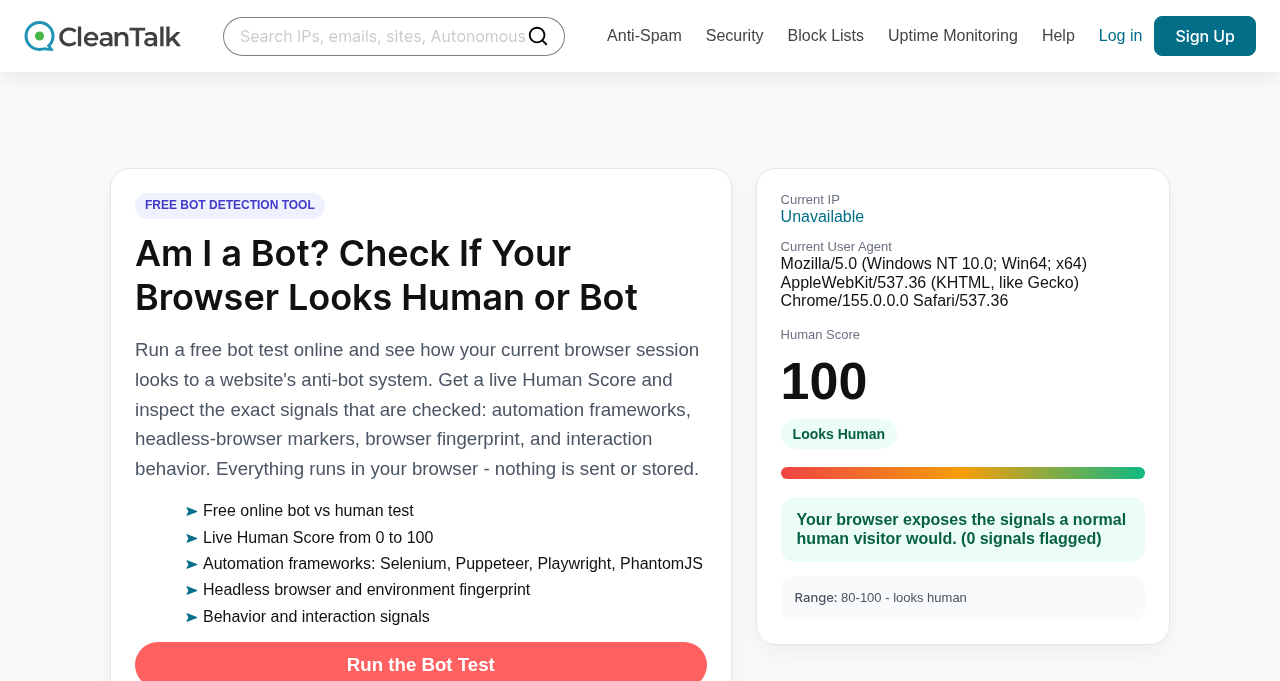 CleanTalk
Search IPs, emails, sites, Autonomous
Anti-Spam
Security
Block Lists
Uptime Monitoring
Help
Log in
Sign Up
FREE BOT DETECTION TOOL
Am I a Bot? Check If Your
Browser Looks Human or Bot
Run a free bot test online and see how your current browser session
looks to a website's anti-bot system. Get a live Human Score and
inspect the exact signals that are checked: automation frameworks,
headless-browser markers, browser fingerprint, and interaction
behavior. Everything runs in your browser - nothing is sent or stored.
Free online bot vs human test
Live Human Score from 0 to 100
Automation frameworks: Selenium, Puppeteer, Playwright, PhantomJS
Headless browser and environment fingerprint
Behavior and interaction signals
Run the Bot Test
Current IP
Unavailable
Current User Agent
Mozilla/5.0 (Windows NT 10.0; Win64; x64)
AppleWebKit/537.36 (KHTML, like Gecko)
Chrome/155.0.0.0 Safari/537.36
Human Score
100
Looks Human
Your browser exposes the signals a normal
human visitor would. (0 signals flagged)
Range: 80-100 - looks human